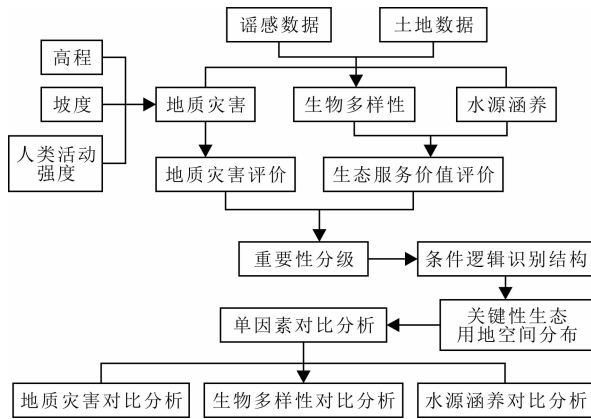 谣感数据
土地数据
高程
坡度
人类活动
强度
地质灾害
生物多样性
水源涵养
地质灾害评价
生态服务价值评价
重要性分级
条件逻辑识别结构
关键性生态
用地空间分布
单因素对比分析
地质灾害对比分析
生物多样性对比分析
水源涵养对比分析